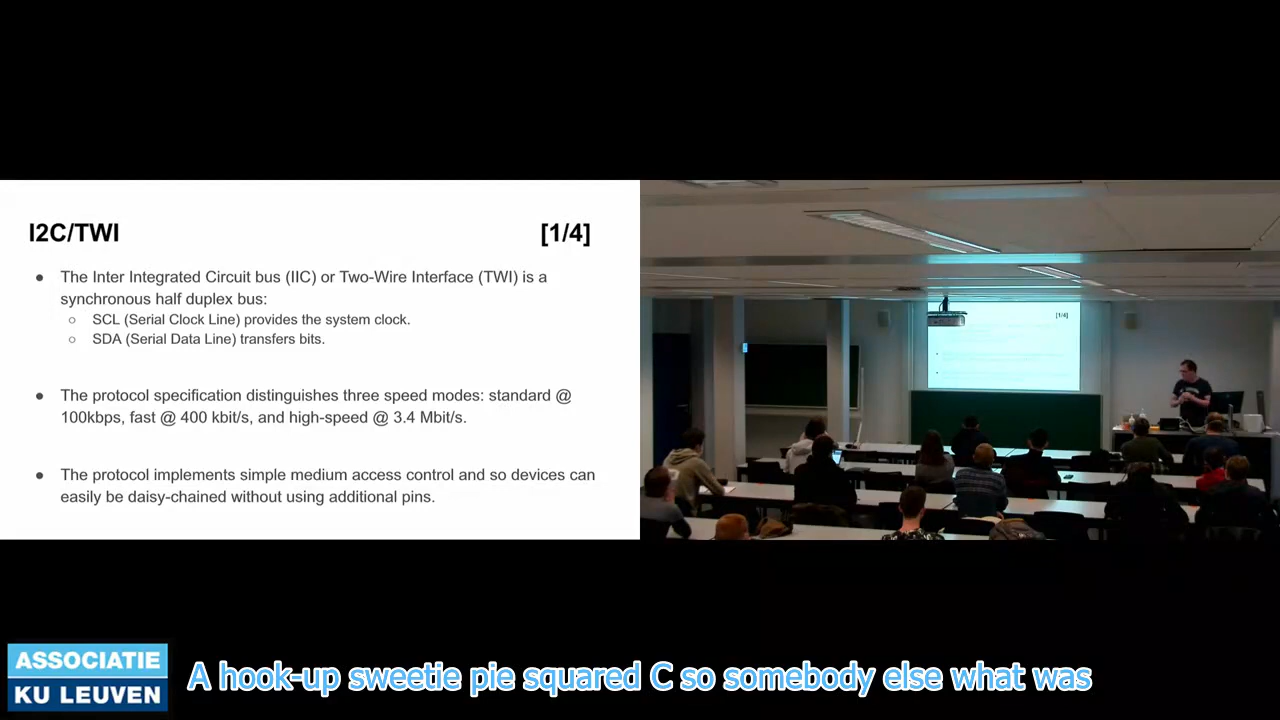 I2C/TWI [1/4]
● The Inter Integrated Circuit bus (IIC) or Two-Wire Interface (TWI) is a
synchronous half duplex bus:
○ SCL (Serial Clock Line) provides the system clock.
○ SDA (Serial Data Line) transfers bits.
● The protocol specification distinguishes three speed modes: standard @
100kbps, fast @ 400 kbit/s, and high-speed @ 3.4 Mbit/s.
● The protocol implements simple medium access control and so devices can
easily be daisy-chained without using additional pins.
[1/4]
ASSOCIATIE
KU LEUVEN
A hook-up sweetie pie squared C so somebody else what was